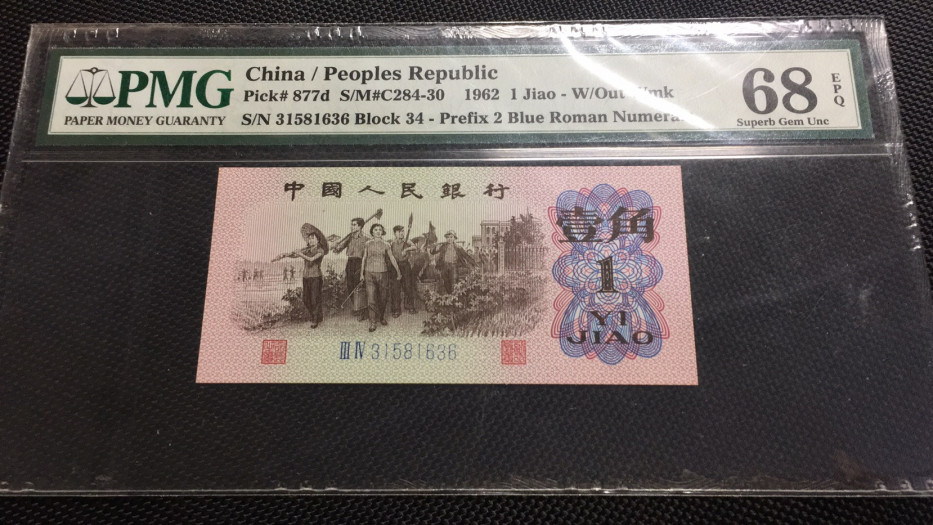 PMG
PAPER MONEY GUARANTY
China / Peoples Republic
Pick# 877d S/M#C284-30 1962 1 Jiao - W/Out
S/N 31581636 Block 34 - Prefix 2 Blue Roman
68
EPQ
Superb Gem Unc
中國人民銀行
壹角
1
YI
JIAO
III IV 31581636